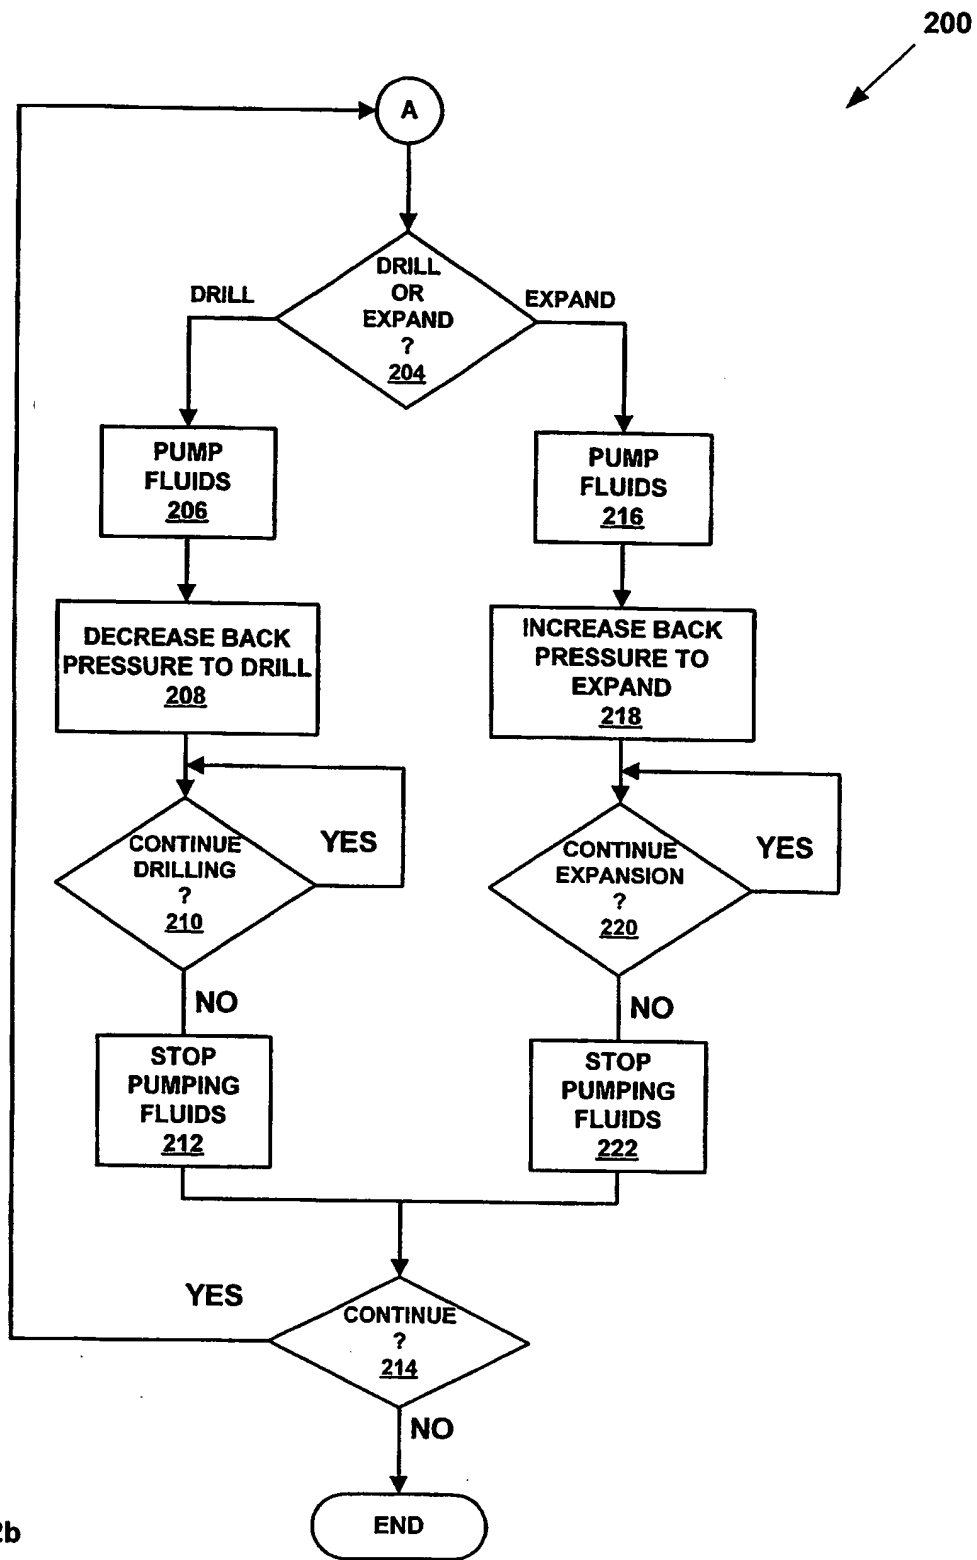 200
A
DRILL
OR
EXPAND
?
204
DRILL
EXPAND
PUMP
FLUIDS
206
PUMP
FLUIDS
216
DECREASE BACK
PRESSURE TO DRILL
208
INCREASE BACK
PRESSURE TO
EXPAND
218
CONTINUE
DRILLING
?
210
YES
CONTINUE
EXPANSION
?
220
YES
NO
NO
STOP
PUMPING
FLUIDS
212
STOP
PUMPING
FLUIDS
222
YES
CONTINUE
?
214
NO
END
2b